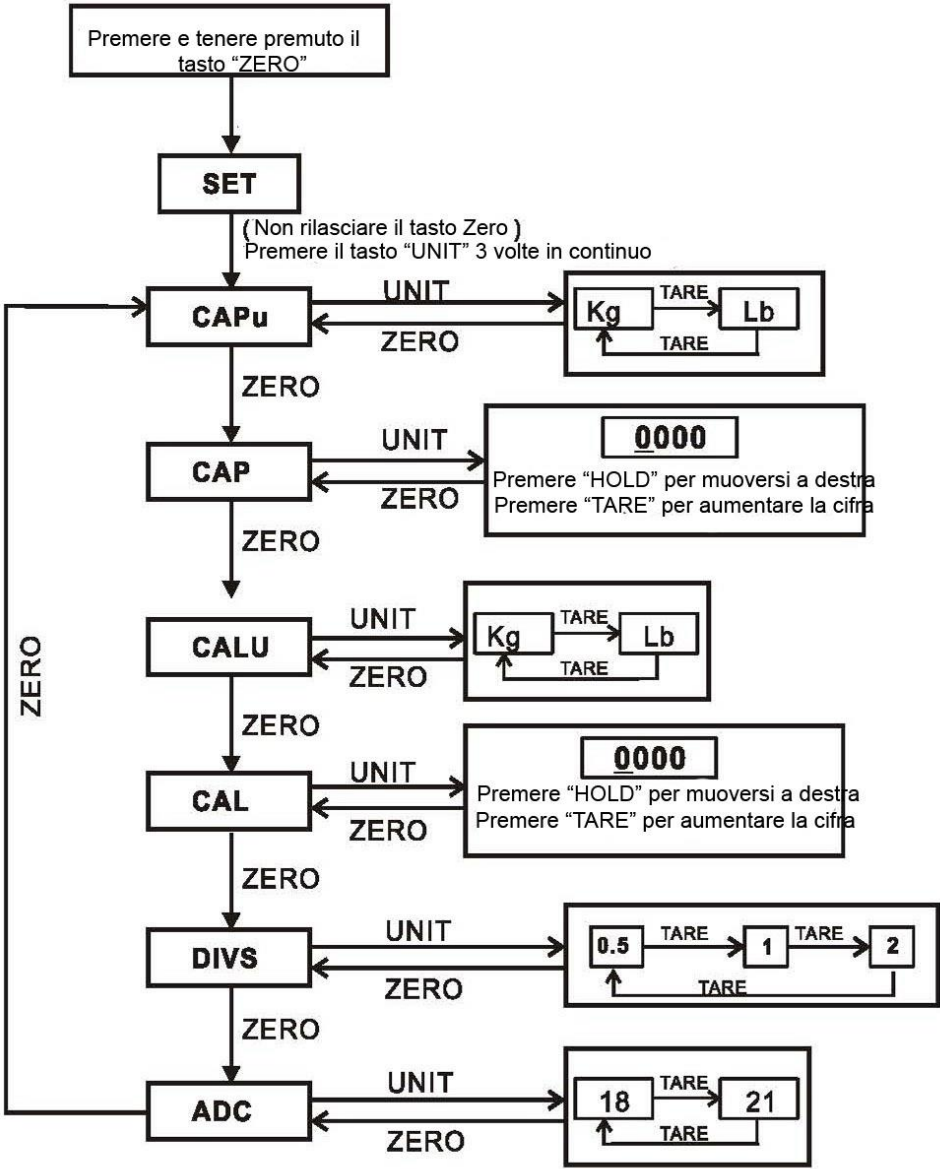 Premere e tenere premuto il
tasto “ZERO”
SET
(Non rilasciare il tasto Zero )
Premere il tasto “UNIT” 3 volte in continuo
CAPu
UNIT
ZERO
Kg
TARE
Lb
TARE
ZERO
CAP
UNIT
ZERO
0000
Premere “HOLD” per muoversi a destra
Premere “TARE” per aumentare la cifra
ZERO
CALU
UNIT
ZERO
Kg
TARE
Lb
TARE
ZERO
CAL
UNIT
ZERO
0000
Premere “HOLD” per muoversi a destra
Premere “TARE” per aumentare la cifra
ZERO
DIVS
UNIT
ZERO
0.5
TARE
1
TARE
2
TARE
ZERO
ADC
UNIT
ZERO
18
TARE
21
TARE
ZERO